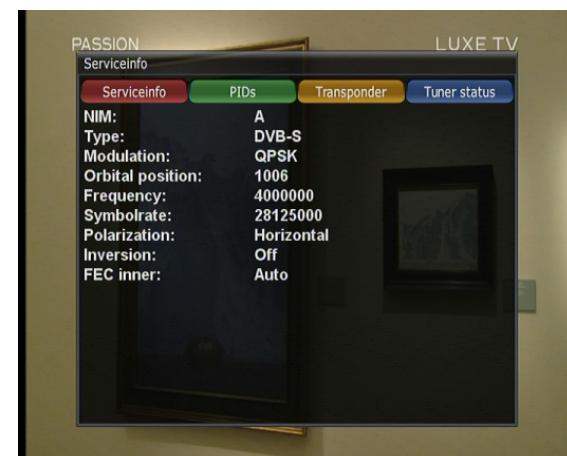 PASSION LUXE TV
Serviceinfo
Serviceinfo PIDs Transponder Tuner status
NIM: A
Type: DVB-S
Modulation: QPSK
Orbital position: 1006
Frequency: 4000000
Symbolrate: 28125000
Polarization: Horizontal
Inversion: Off
FEC inner: Auto